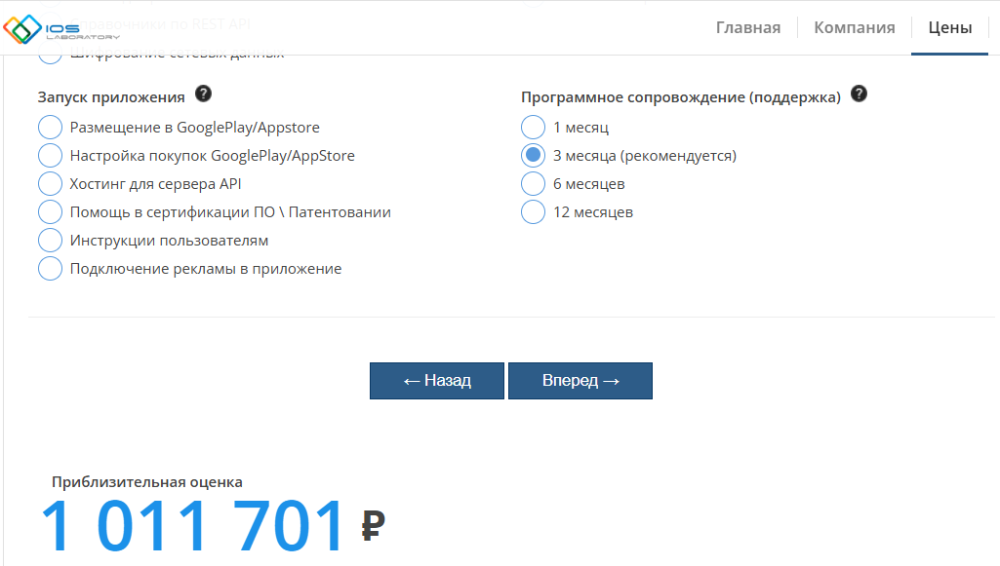 Справочники по REST API
iOS
LABORATORY
Главная
Компания
Цены
Шифрование сетевых данных
Запуск приложения ?
Размещение в GooglePlay/Appstore
Настройка покупок GooglePlay/AppStore
Хостинг для сервера API
Помощь в сертификации ПО \ Патентовании
Инструкции пользователям
Подключение рекламы в приложение
Программное сопровождение (поддержка) ?
1 месяц
3 месяца (рекомендуется)
6 месяцев
12 месяцев
← Назад
Вперед →
Приблизительная оценка
1 011 701 ₽